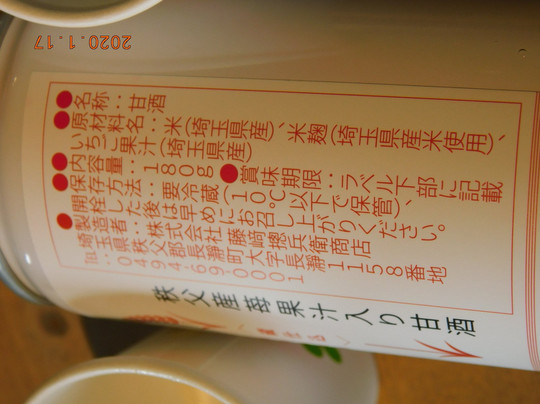 2020.1.17
●名称：甘酒
●原材料名：米（埼玉県産）、米麹（埼玉県産米使用）、
いちご果汁（埼玉県産）
●内容量：180g●賞味期限：ラベル下部に記載
●保存方法：要冷蔵（10℃以下で保管）、
開栓した後は早めにお召し上がりください。
●製造者：株式会社藤﨑摠兵衛商店
埼玉県秩父郡長瀞町大字長瀞1158番地
℡：0494-69-0001
秩父産苺果汁入り甘酒